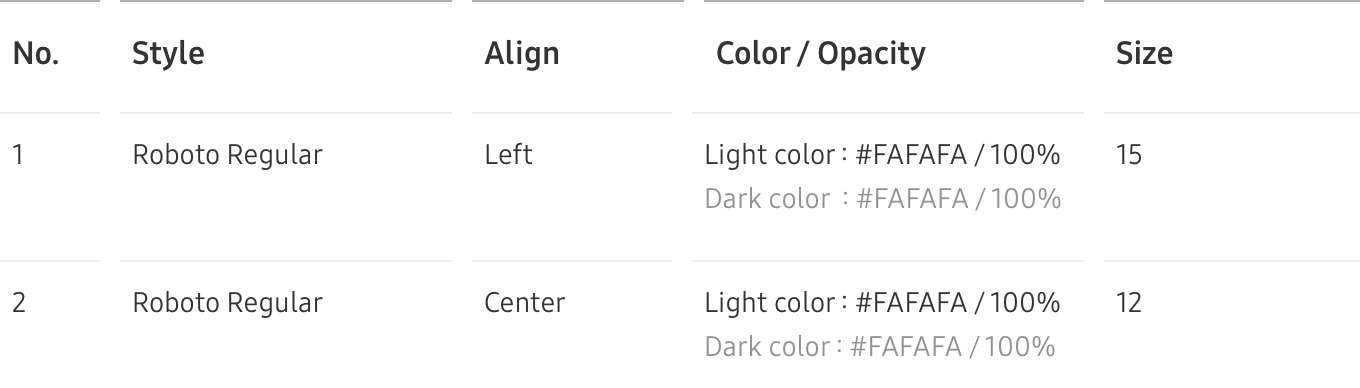 No. Style Align Color / Opacity Size
1 Roboto Regular Left Light color : #FAFAFA / 100% 15
Dark color : #FAFAFA / 100%
2 Roboto Regular Center Light color : #FAFAFA / 100% 12
Dark color : #FAFAFA / 100%